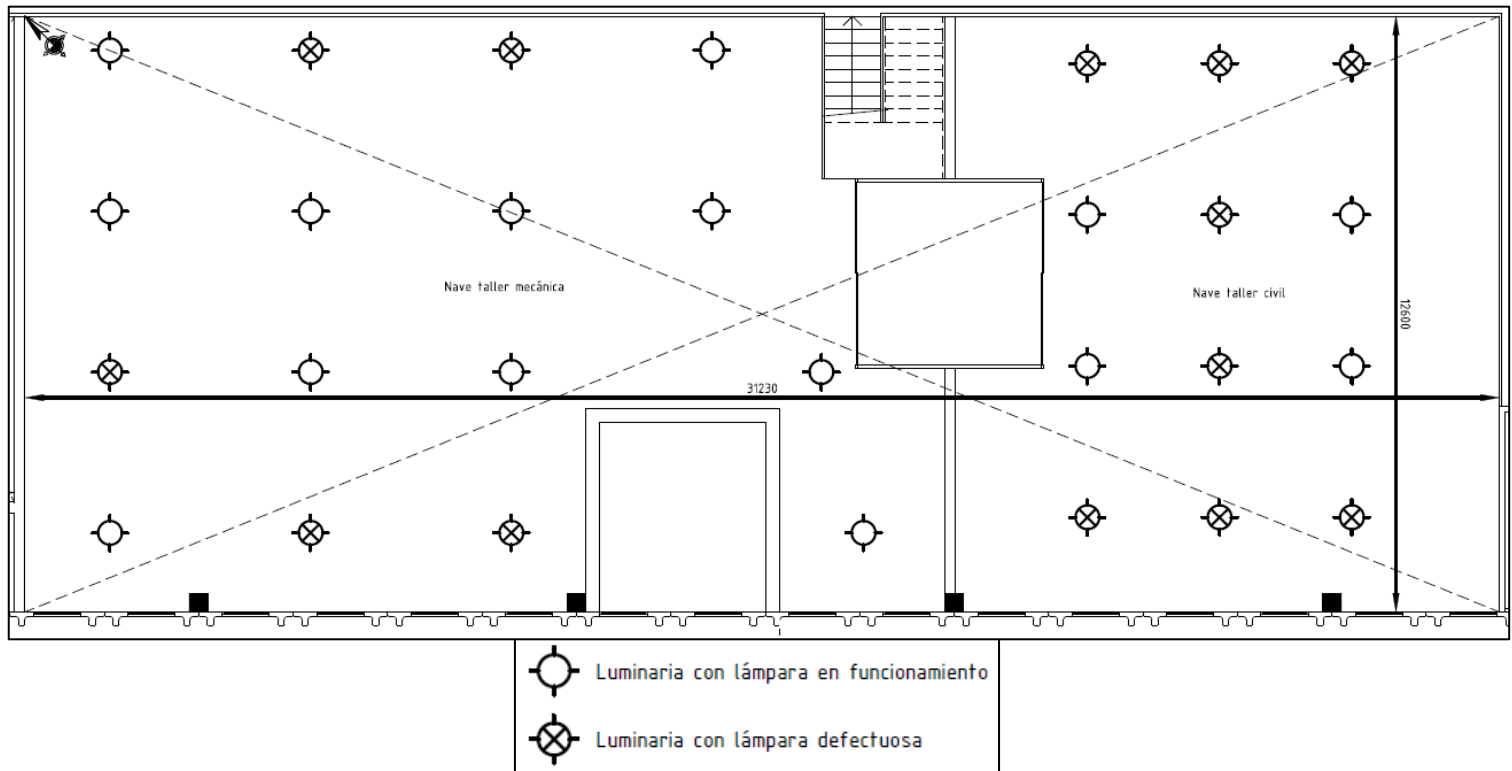 Nave taller mecánica
Nave taller civil
12600
31230
Luminaria con lámpara en funcionamiento
Luminaria con lámpara defectuosa